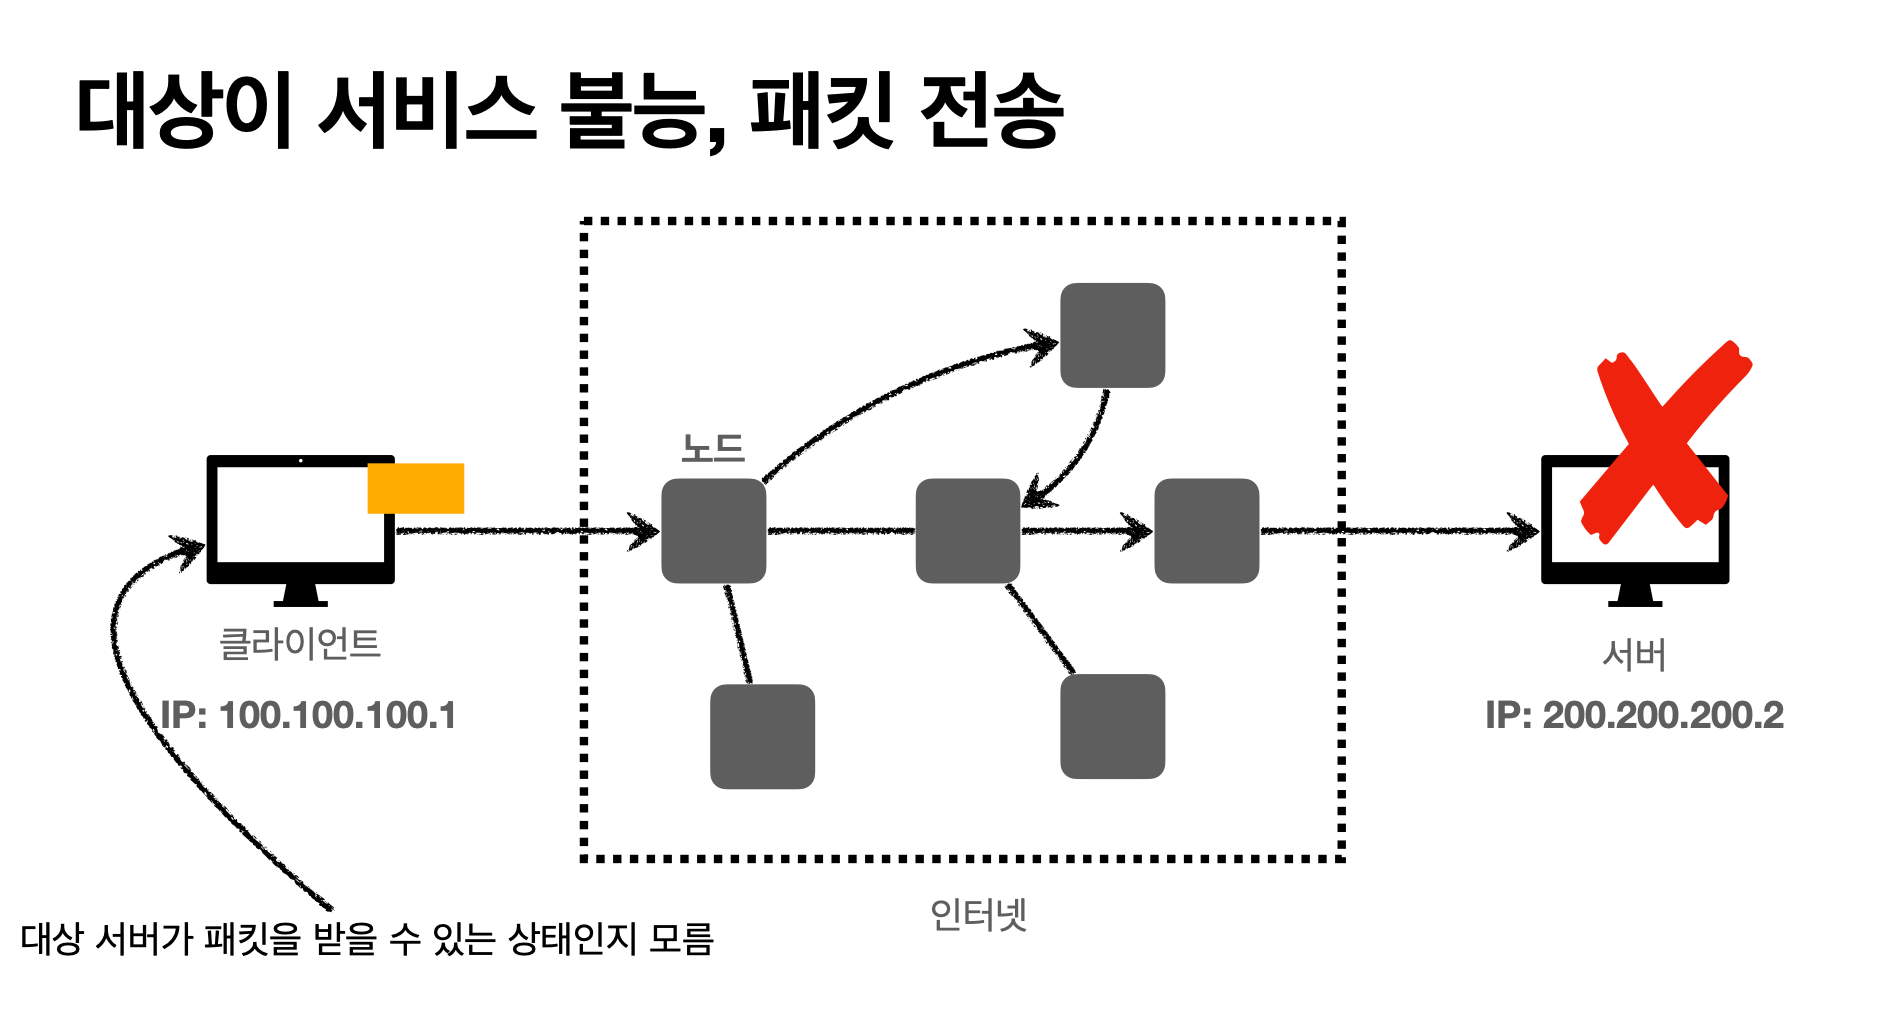 대상이 서비스 불능, 패킷 전송
노드
클라이언트
IP: 100.100.100.1
서버
IP: 200.200.200.2
인터넷
대상 서버가 패킷을 받을 수 있는 상태인지 모름